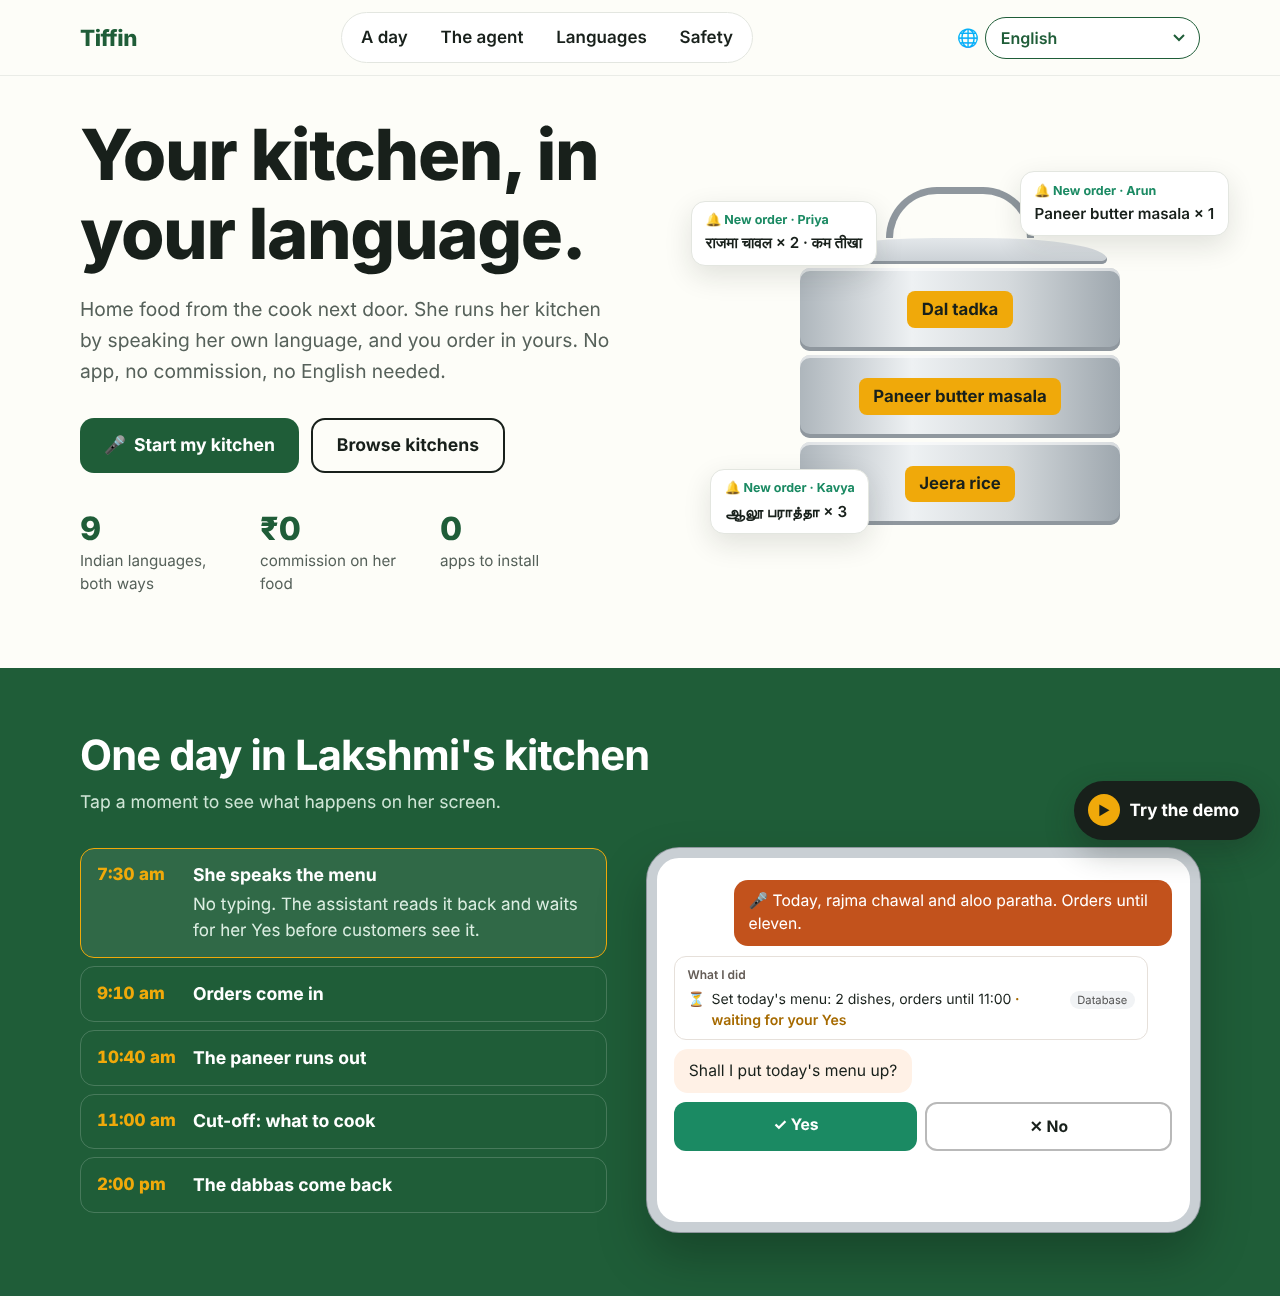 Tiffin
A day
The agent
Languages
Safety
🌐 English
Your kitchen, in
your language.
Home food from the cook next door. She runs her kitchen
by speaking her own language, and you order in yours. No
app, no commission, no English needed.
🎤 Start my kitchen
Browse kitchens
9
Indian languages,
both ways
₹0
commission on her
food
0
apps to install
🔔 New order · Priya
राजमा चावल × 2 · कम तीखा
🔔 New order · Arun
Paneer butter masala × 1
Dal tadka
Paneer butter masala
Jeera rice
🔔 New order · Kavya
ஆலூ பராத்தா × 3
One day in Lakshmi's kitchen
Tap a moment to see what happens on her screen.
Try the demo
7:30 am
She speaks the menu
No typing. The assistant reads it back and waits
for her Yes before customers see it.
9:10 am
Orders come in
10:40 am
The paneer runs out
11:00 am
Cut-off: what to cook
2:00 pm
The dabbas come back
🎤 Today, rajma chawal and aloo paratha. Orders until
eleven.
What I did
⏳ Set today's menu: 2 dishes, orders until 11:00 ·
waiting for your Yes
Database
Shall I put today's menu up?
✓ Yes
✕ No